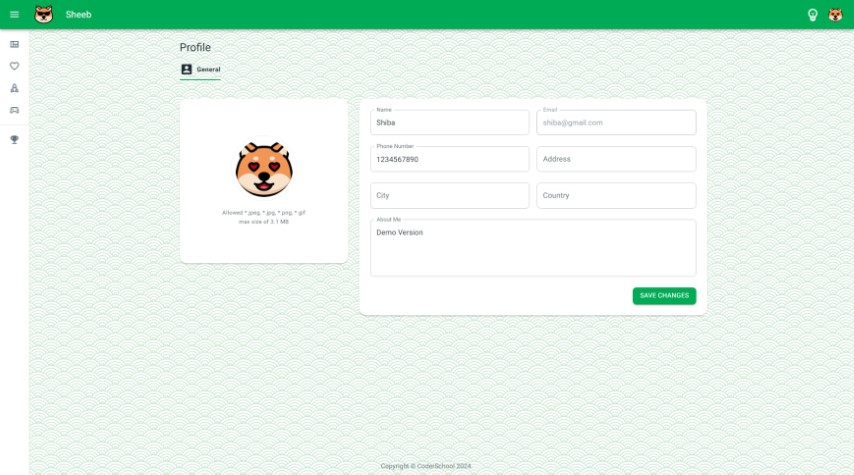 Sheeb
Profile
General
Allowed *.jpeg, *.jpg, *.png, *.gif
max size of 3.1 MB
Name
Shiba
Email
shiba@gmail.com
Phone Number
1234567890
Address
City
Country
About Me
Demo Version
SAVE CHANGES
Copyright © CoderSchool 2024.